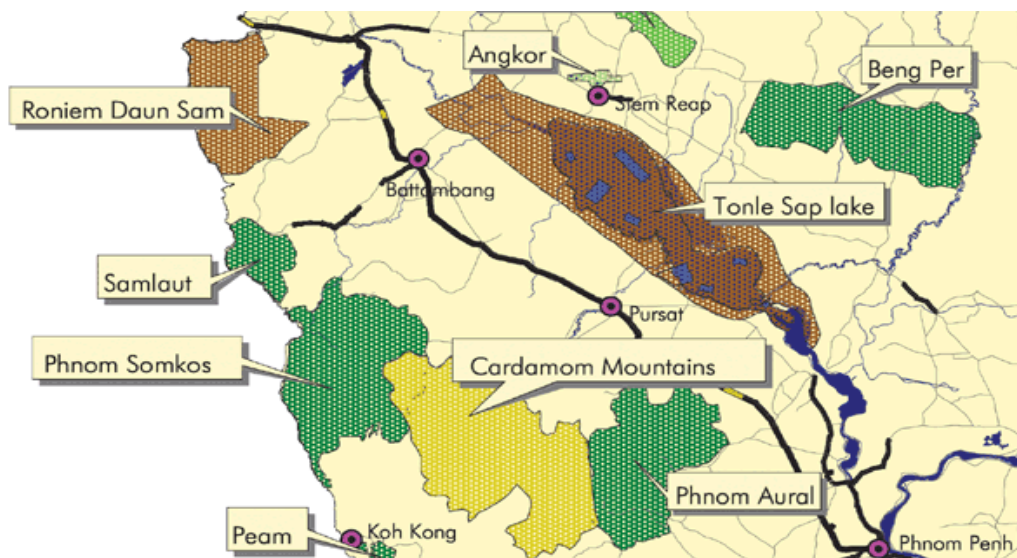 Angkor
Beng Per
Roniem Daun Sam
Siem Reap
Battambang
Tonle Sap lake
Samlaut
Pursat
Phnom Somkos
Cardamom Mountains
Phnom Aural
Peam
Koh Kong
Phnom Penh